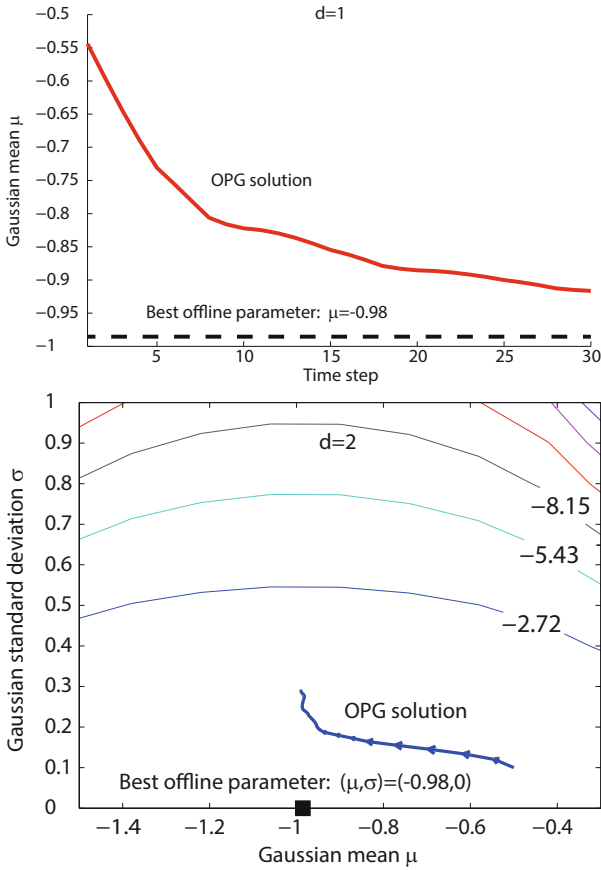 d=1
−0.5
−0.55
−0.6
−0.65
−0.7
−0.75
−0.8
−0.85
−0.9
−0.95
−1
Gaussian mean μ
OPG solution
Best offline parameter: μ=-0.98
5 10 15 20 25 30
Time step
1
0.9
0.8
0.7
0.6
0.5
0.4
0.3
0.2
0.1
0
Gaussian standard deviation σ
d=2
−8.15
−5.43
−2.72
OPG solution
Best offline parameter: (μ,σ)=(-0.98,0)
−1.4 −1.2 −1 −0.8 −0.6 −0.4
Gaussian mean μ